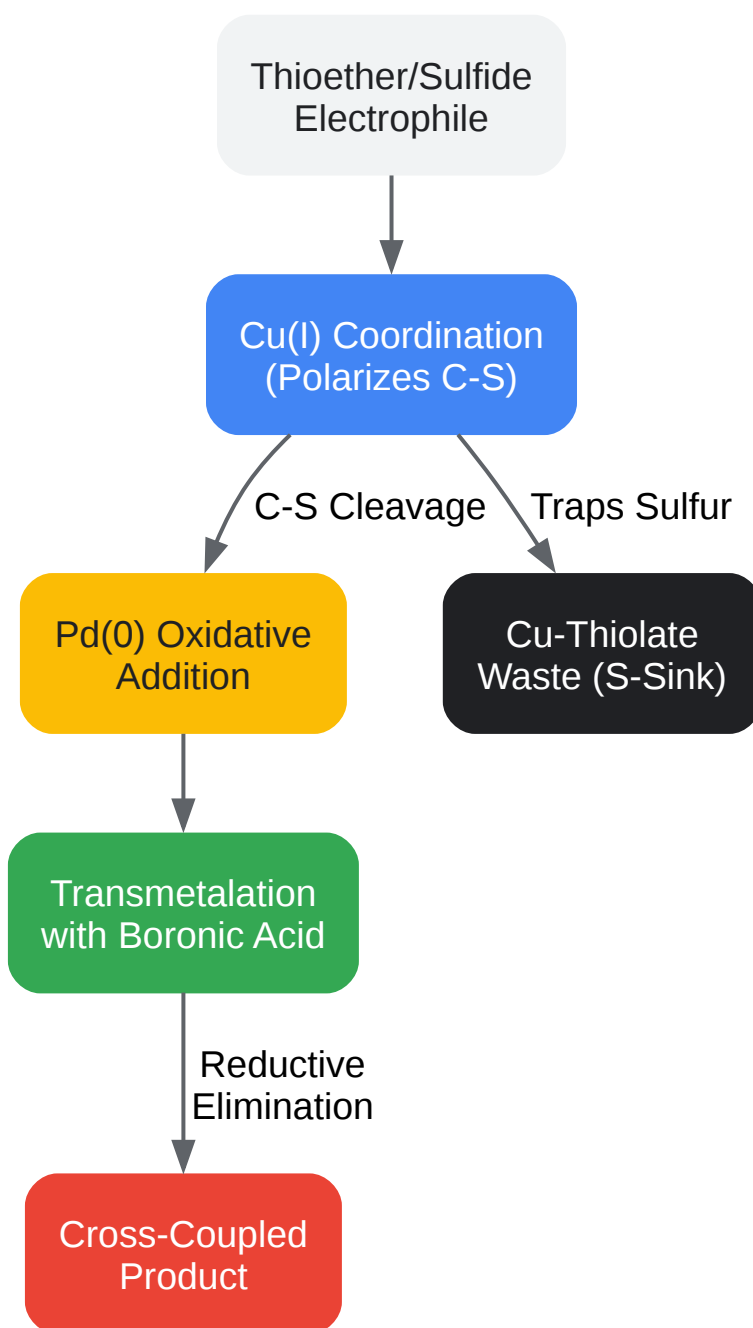 Thioether/Sulfide
Electrophile
Cu(I) Coordination
(Polarizes C-S)
C-S Cleavage
Traps Sulfur
Pd(0) Oxidative
Addition
Cu-Thiolate
Waste (S-Sink)
Transmetalation
with Boronic Acid
Reductive
Elimination
Cross-Coupled
Product